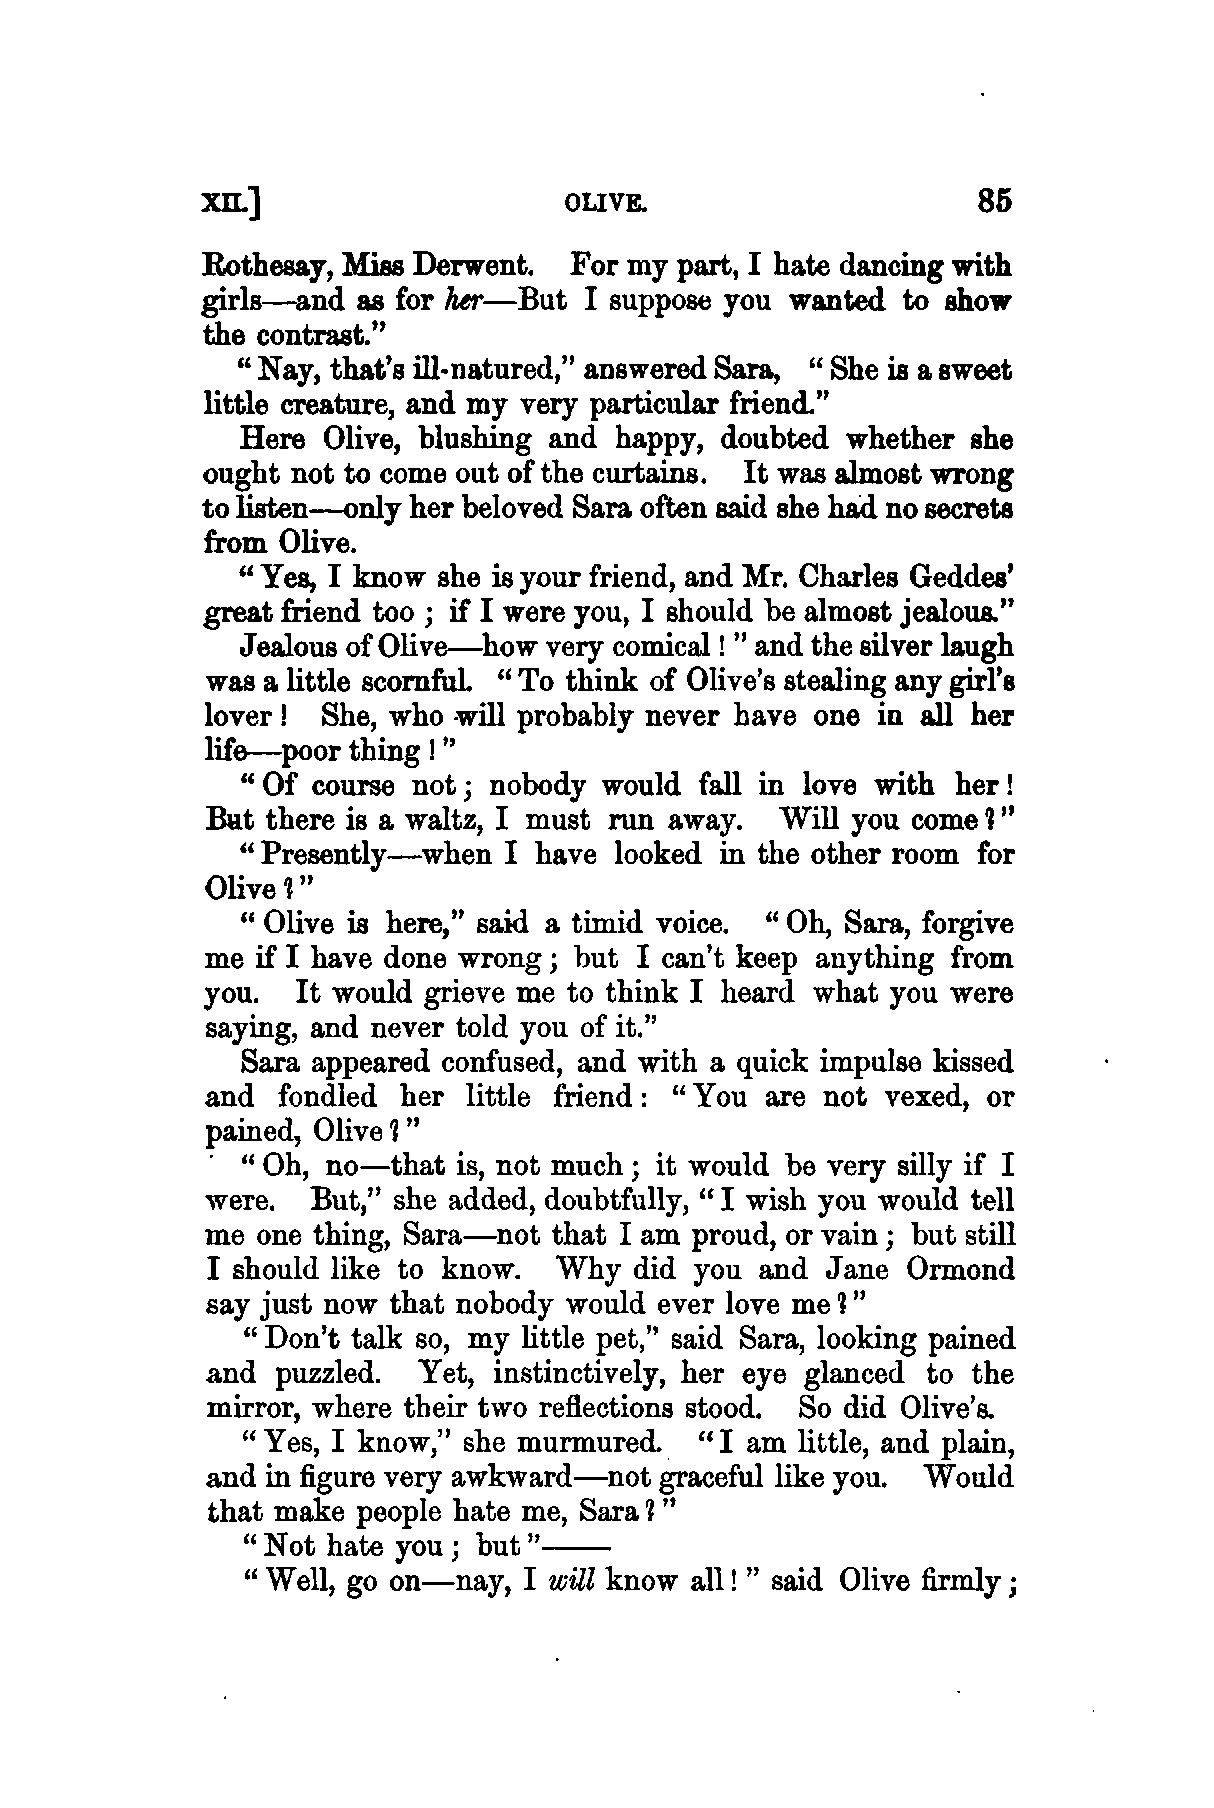 XII.] OLIVE. 85
Rothesay, Miss Derwent. For my part, I hate dancing with
girls—and as for her—But I suppose you wanted to show
the contrast."
"Nay, that's ill-natured," answered Sara, "She is a sweet
little creature, and my very particular friend."
Here Olive, blushing and happy, doubted whether she
ought not to come out of the curtains. It was almost wrong
to listen—only her beloved Sara often said she had no secrets
from Olive.
"Yes, I know she is your friend, and Mr. Charles Geddes'
great friend too ; if I were you, I should be almost jealous."
Jealous of Olive—how very comical ! " and the silver laugh
was a little scornful. "To think of Olive's stealing any girl's
lover ! She, who will probably never have one in all her
life—poor thing ! "
"Of course not ; nobody would fall in love with her !
But there is a waltz, I must run away. Will you come ? "
"Presently—when I have looked in the other room for
Olive ? "
"Olive is here," said a timid voice. "Oh, Sara, forgive
me if I have done wrong ; but I can't keep anything from
you. It would grieve me to think I heard what you were
saying, and never told you of it."
Sara appeared confused, and with a quick impulse kissed
and fondled her little friend : "You are not vexed, or
pained, Olive ? "
"Oh, no—that is, not much ; it would be very silly if I
were. But," she added, doubtfully, "I wish you would tell
me one thing, Sara—not that I am proud, or vain ; but still
I should like to know. Why did you and Jane Ormond
say just now that nobody would ever love me ? "
"Don't talk so, my little pet," said Sara, looking pained
and puzzled. Yet, instinctively, her eye glanced to the
mirror, where their two reflections stood. So did Olive's.
"Yes, I know," she murmured. "I am little, and plain,
and in figure very awkward—not graceful like you. Would
that make people hate me, Sara ? "
"Not hate you ; but "——
"Well, go on—nay, I will know all ! " said Olive firmly ;